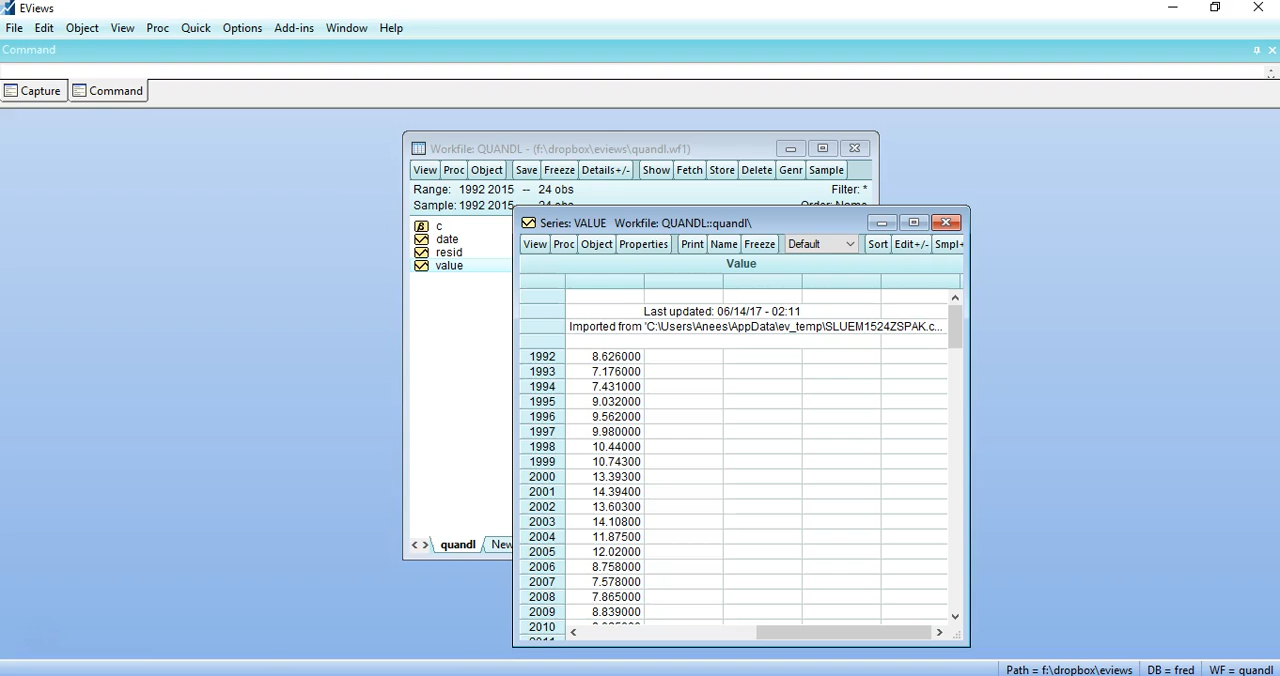 EViews
File Edit Object View Proc Quick Options Add-ins Window Help
Command
Capture Command
Workfile: QUANDL - (f:\dropbox\eviews\quandl.wf1)
View Proc Object Save Freeze Details+/- Show Fetch Store Delete Genr Sample
Range: 1992 2015 -- 24 obs Filter: *
Sample: 1992 2015
c
date
resid
value
quandl New
Series: VALUE Workfile: QUANDL::quandl\
View Proc Object Properties Print Name Freeze Default Sort Edit+/- Smpl+
Value
Last updated: 06/14/17 - 02:11
Imported from 'C:\Users\Anees\AppData\ev_temp\SLUEM1524ZSPAK.c...
1992 8.626000
1993 7.176000
1994 7.431000
1995 9.032000
1996 9.562000
1997 9.980000
1998 10.44000
1999 10.74300
2000 13.39300
2001 14.39400
2002 13.60300
2003 14.10800
2004 11.87500
2005 12.02000
2006 8.758000
2007 7.578000
2008 7.865000
2009 8.839000
2010
Path = f:\dropbox\eviews DB = fred WF = quandl